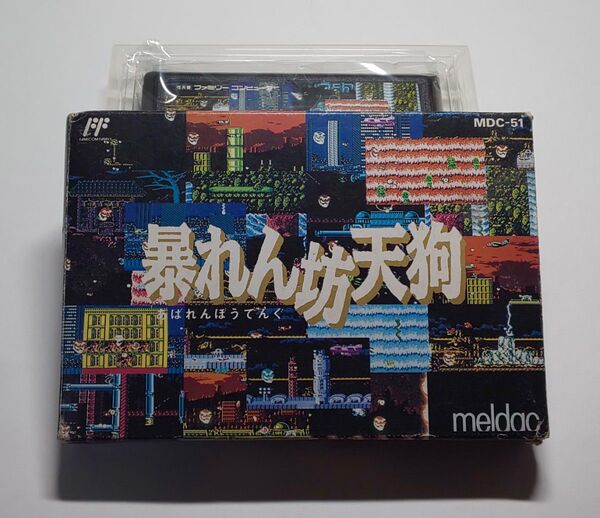 ファミリー コンピュータ
MDC-51
暴れん坊天狗
あばれんぼうてんぐ
meldac